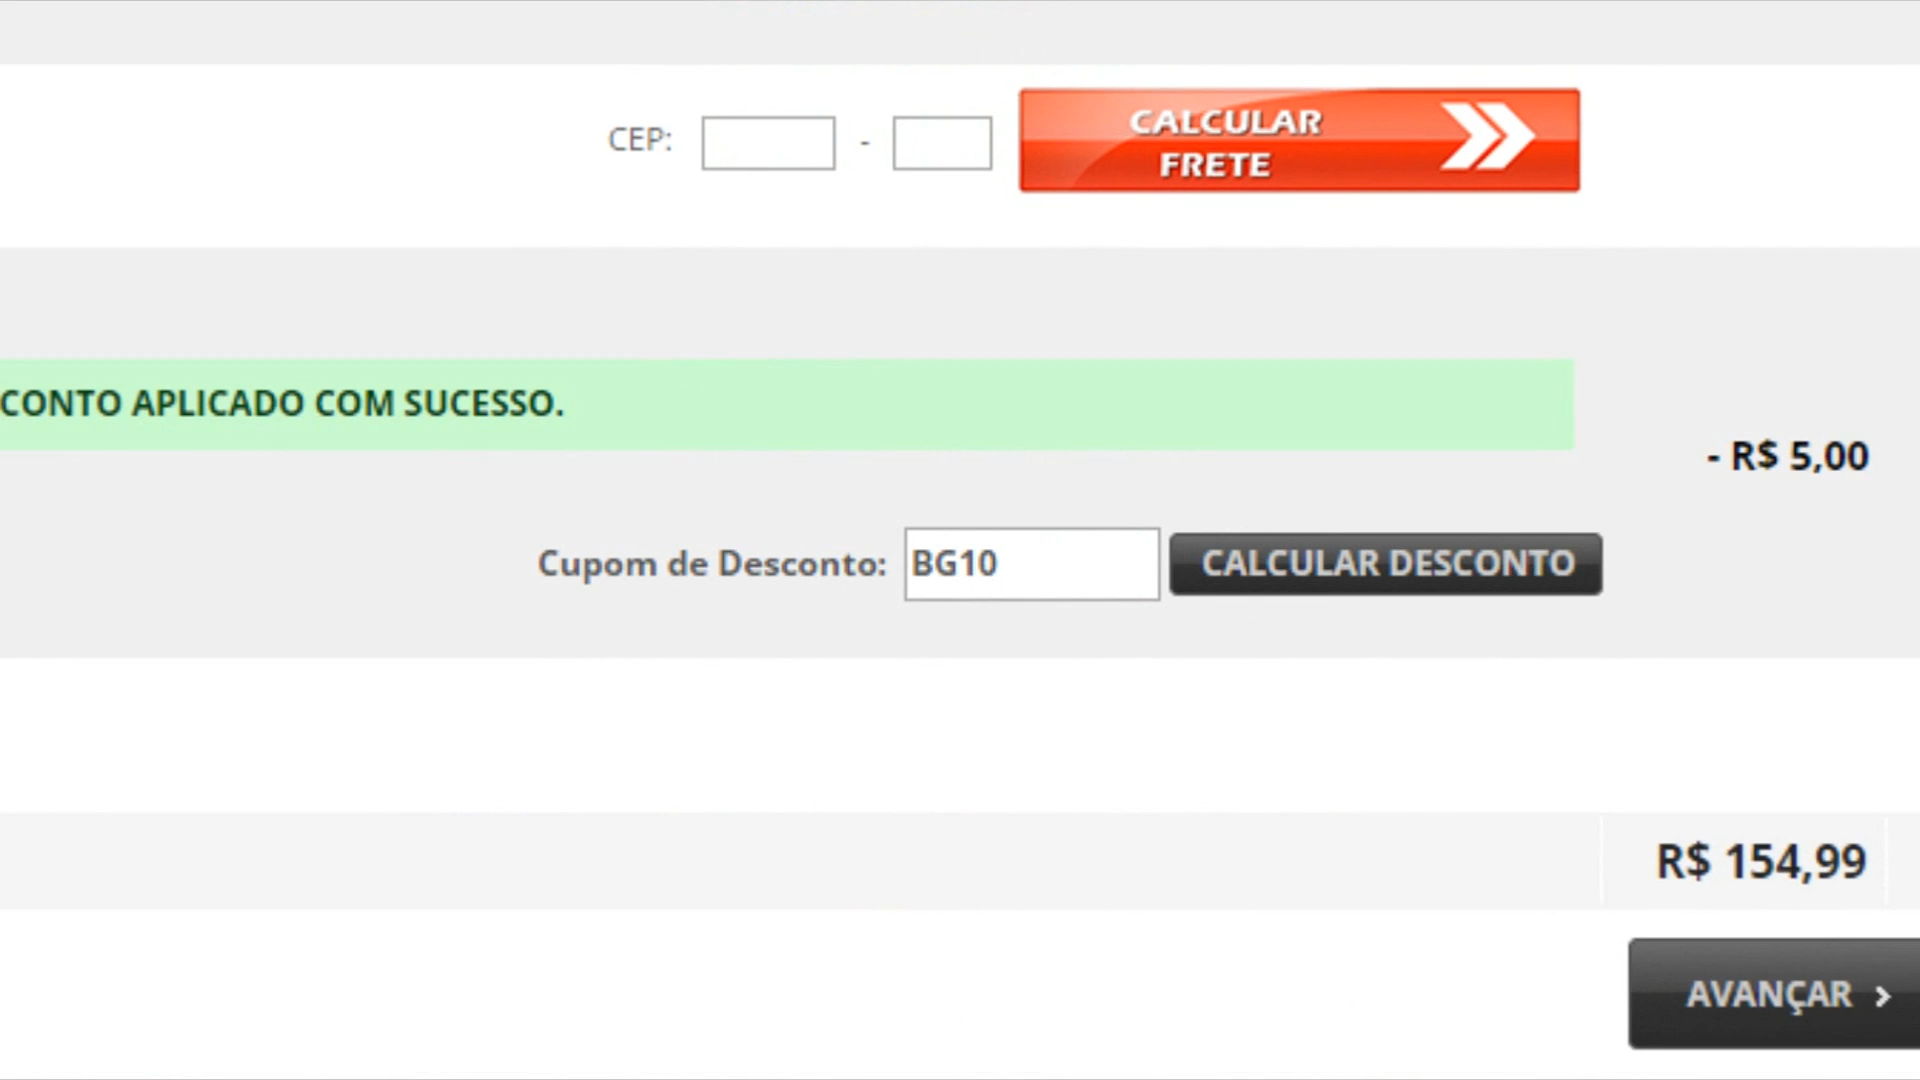 CEP: - CALCULAR
FRETE
CONTO APLICADO COM SUCESSO.
- R$ 5,00
Cupom de Desconto: BG10 CALCULAR DESCONTO
R$ 154,99
AVANÇAR ›